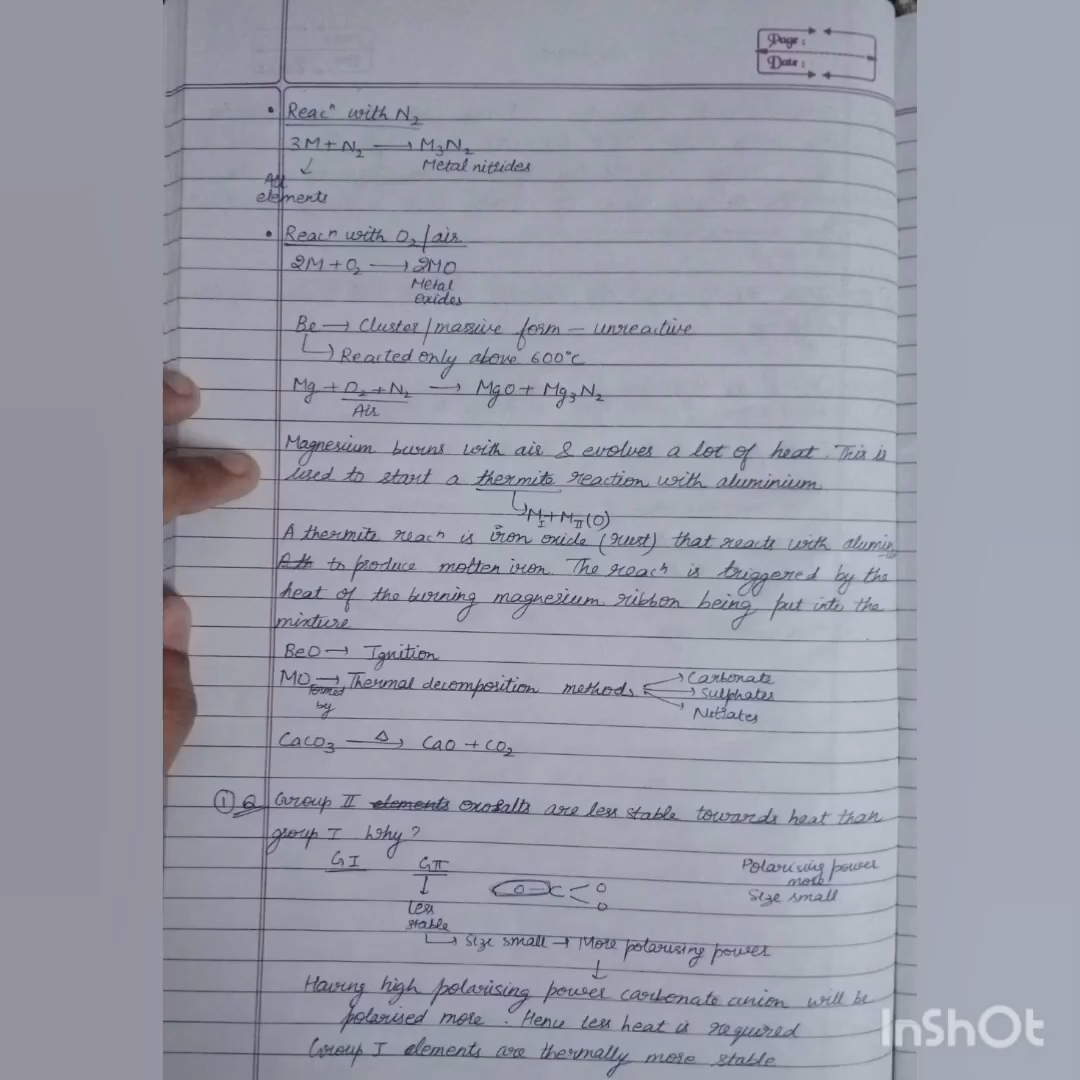 Page :
Date :
• Reacⁿ with N₂
3M + N₂ ⟶ M₃N₂
↓ Metal nitrides
All
elements
• Reacⁿ with O₂/air
2M + O₂ ⟶ 2MO
Metal
oxides
Be ⟶ Cluster/massive form – unreactive
↳ Reacted only above 600°C
Mg + O₂ + N₂ ⟶ MgO + Mg₃N₂
Air
Magnesium burns with air & evolves a lot of heat. This is
used to start a thermite reaction with aluminium
↳ M_I + M_II(O)
A thermite reacⁿ is iron oxide (rust) that reacts with alumin
to produce molten iron. The reacⁿ is triggered by the
heat of the burning magnesium ribbon being put into the
mixture
BeO ⟶ Ignition
MO ⟶ Thermal decomposition methods → Carbonate
formed → Sulphates
by → Nitrates
CaCO₃ —Δ→ CaO + CO₂
① Q Group II elements oxosalts are less stable towards heat than
group I Why?
GI GII O–C O O Polarising power
more
↓ Size small
Less
stable
↳ Size small → More polarising power
↓
Having high polarising power carbonate anion will be
polarised more. Hence less heat is required
Group I elements are thermally more stable
InShOt